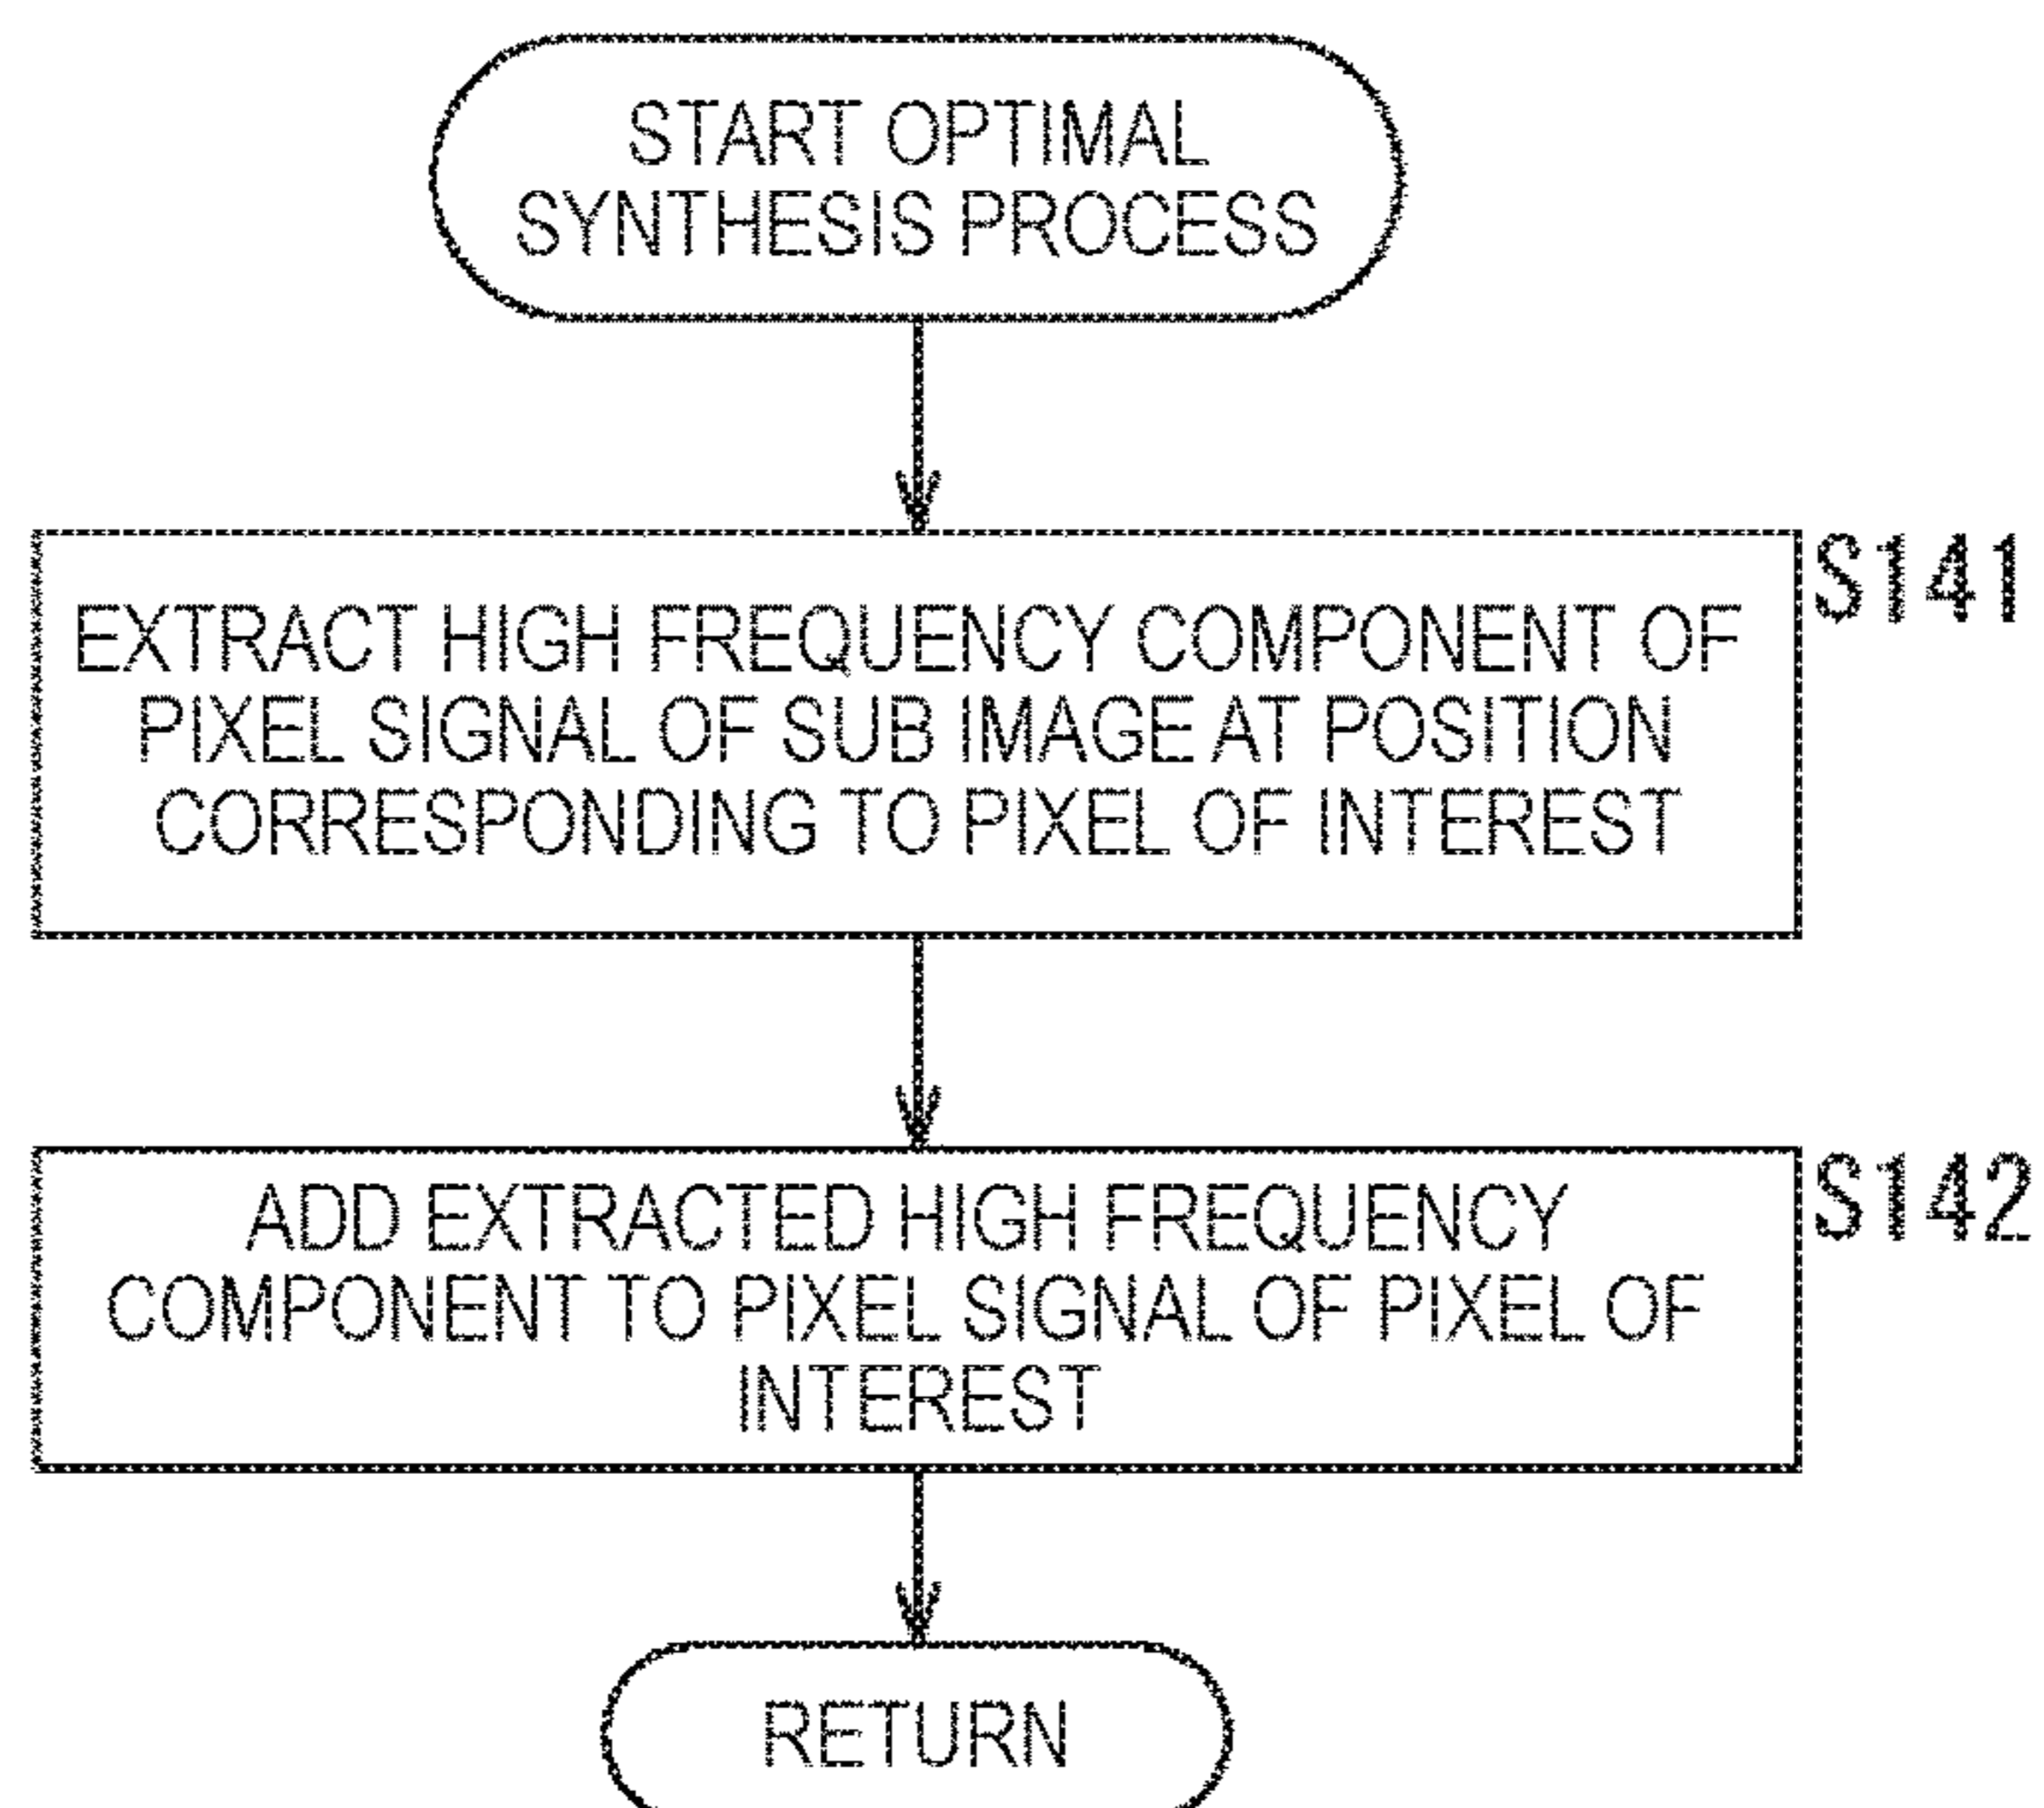 START OPTIMAL
SYNTHESIS PROCESS
S141
EXTRACT HIGH FREQUENCY COMPONENT OF
PIXEL SIGNAL OF SUB IMAGE AT POSITION
CORRESPONDING TO PIXEL OF INTEREST
S142
ADD EXTRACTED HIGH FREQUENCY
COMPONENT TO PIXEL SIGNAL OF PIXEL OF
INTEREST
RETURN